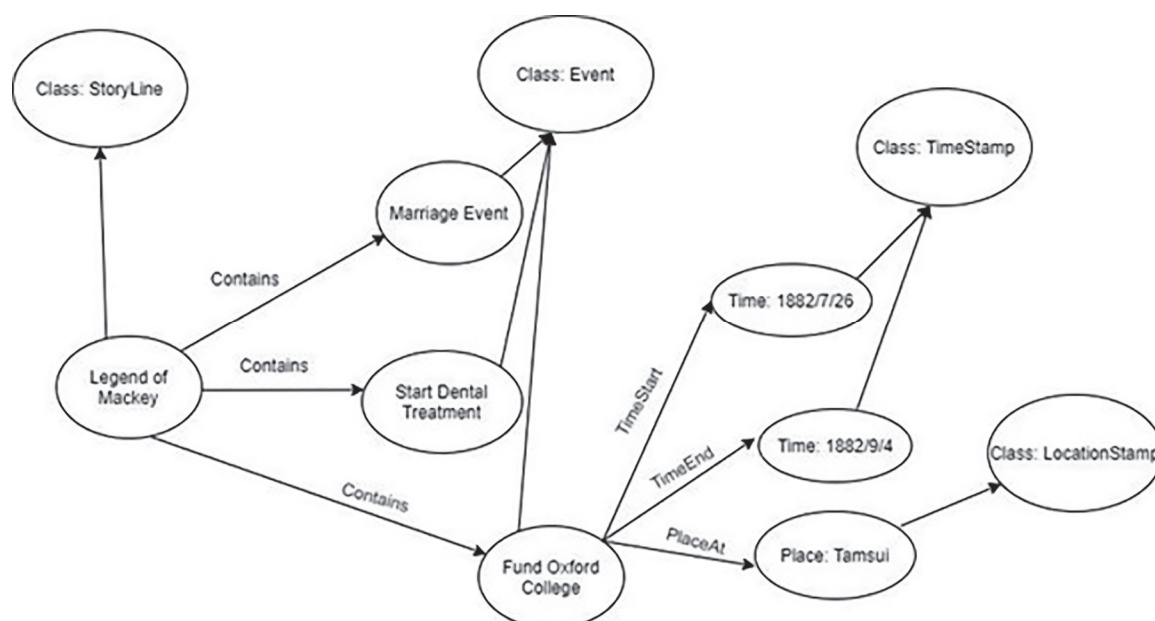 Class: StoryLine
Class: Event
Class: TimeStamp
Marriage Event
Contains
Time: 1882/7/26
Legend of
Mackey
Contains
Start Dental
Treatment
TimeStart
Time: 1882/9/4
Class: LocationStamp
TimeEnd
Contains
PlaceAt
Place: Tamsui
Fund Oxford
College